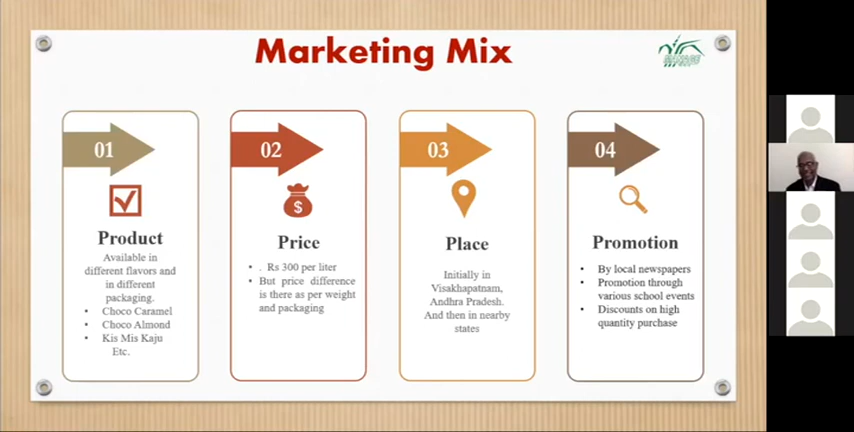 Marketing Mix
MANAGE
01
Product
Available in
different flavors and
in different
packaging.
• Choco Caramel
• Choco Almond
• Kis Mis Kaju
Etc.
02
$
Price
• . Rs 300 per liter
• But price difference
is there as per weight
and packaging
03
Place
Initially in
Visakhapatnam,
Andhra Pradesh.
And then in nearby
states
04
Promotion
• By local newspapers
• Promotion through
various school events
• Discounts on high
quantity purchase